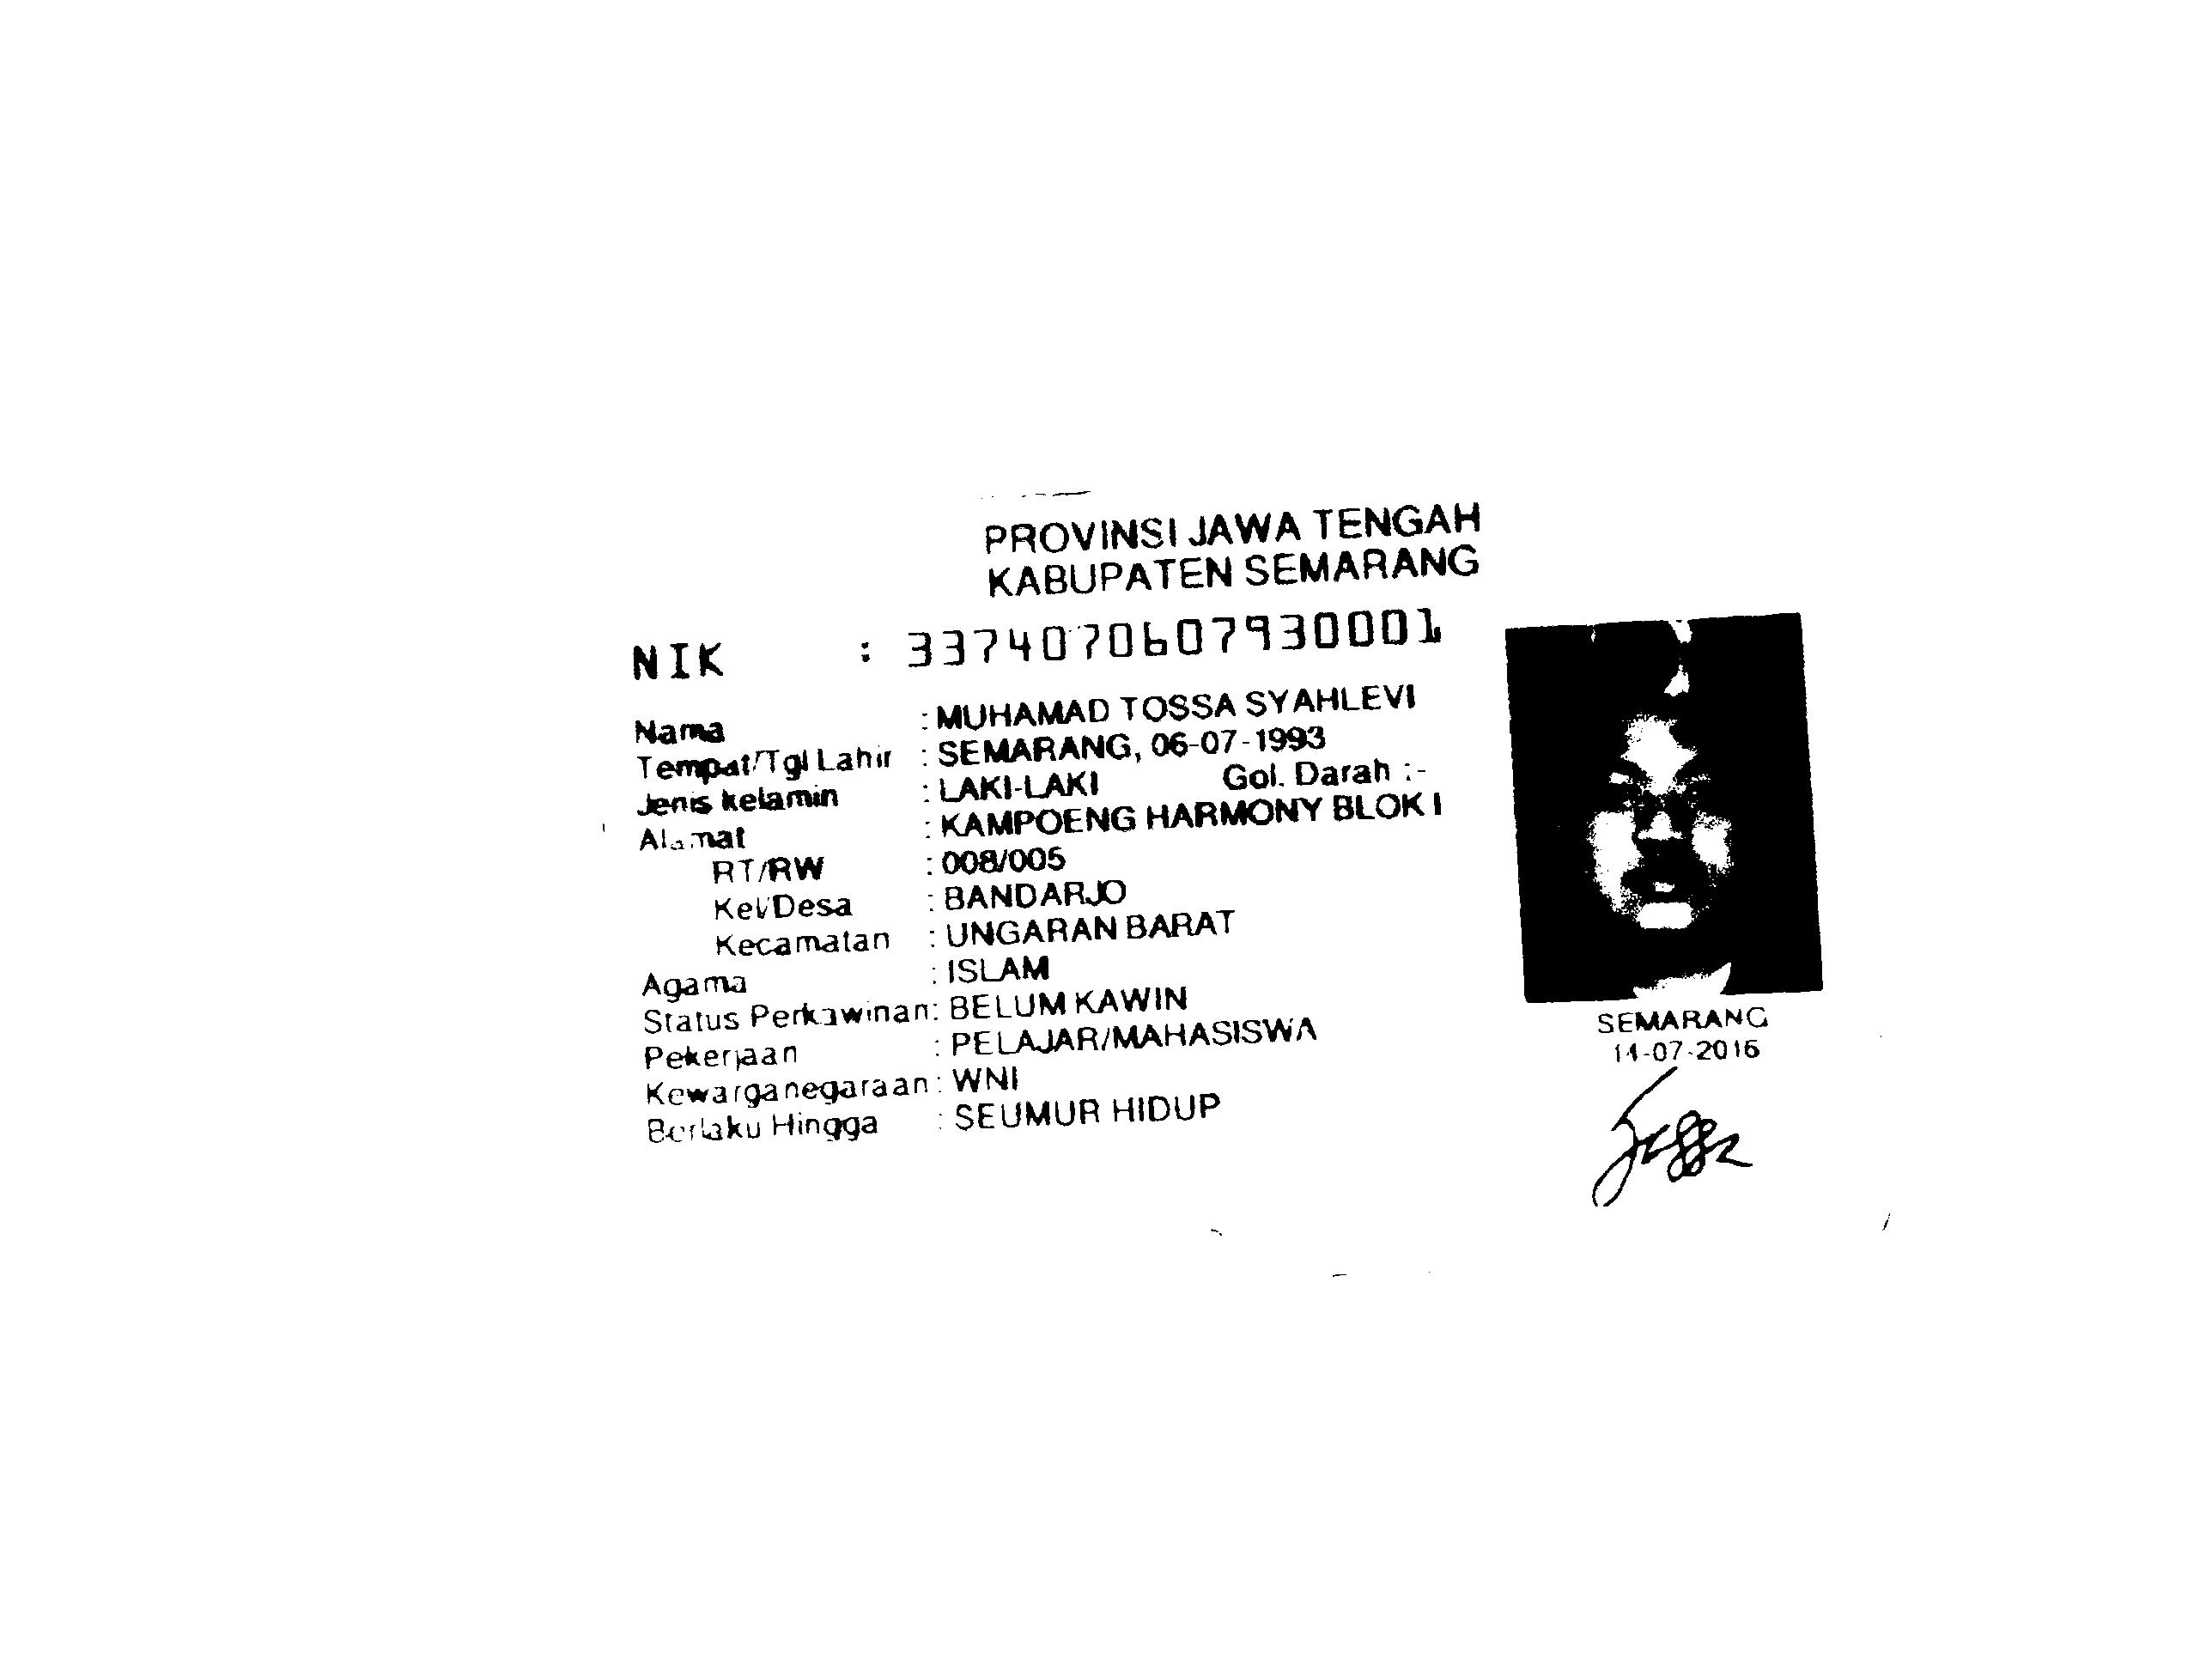 PROVINSI JAWA TENGAH
KABUPATEN SEMARANG
NIK : 3374070607930001
Nama : MUHAMAD TOSSA SYAHLEVI
Tempat/Tgl Lahir : SEMARANG, 06-07-1993
Jenis kelamin : LAKI-LAKI Gol. Darah : -
Alamat : KAMPOENG HARMONY BLOK I
RT/RW : 008/005
Kel/Desa : BANDARJO
Kecamatan : UNGARAN BARAT
Agama : ISLAM
Status Perkawinan : BELUM KAWIN
Pekerjaan : PELAJAR/MAHASISWA
Kewarganegaraan : WNI
Berlaku Hingga : SEUMUR HIDUP
SEMARANG
14-07-2016